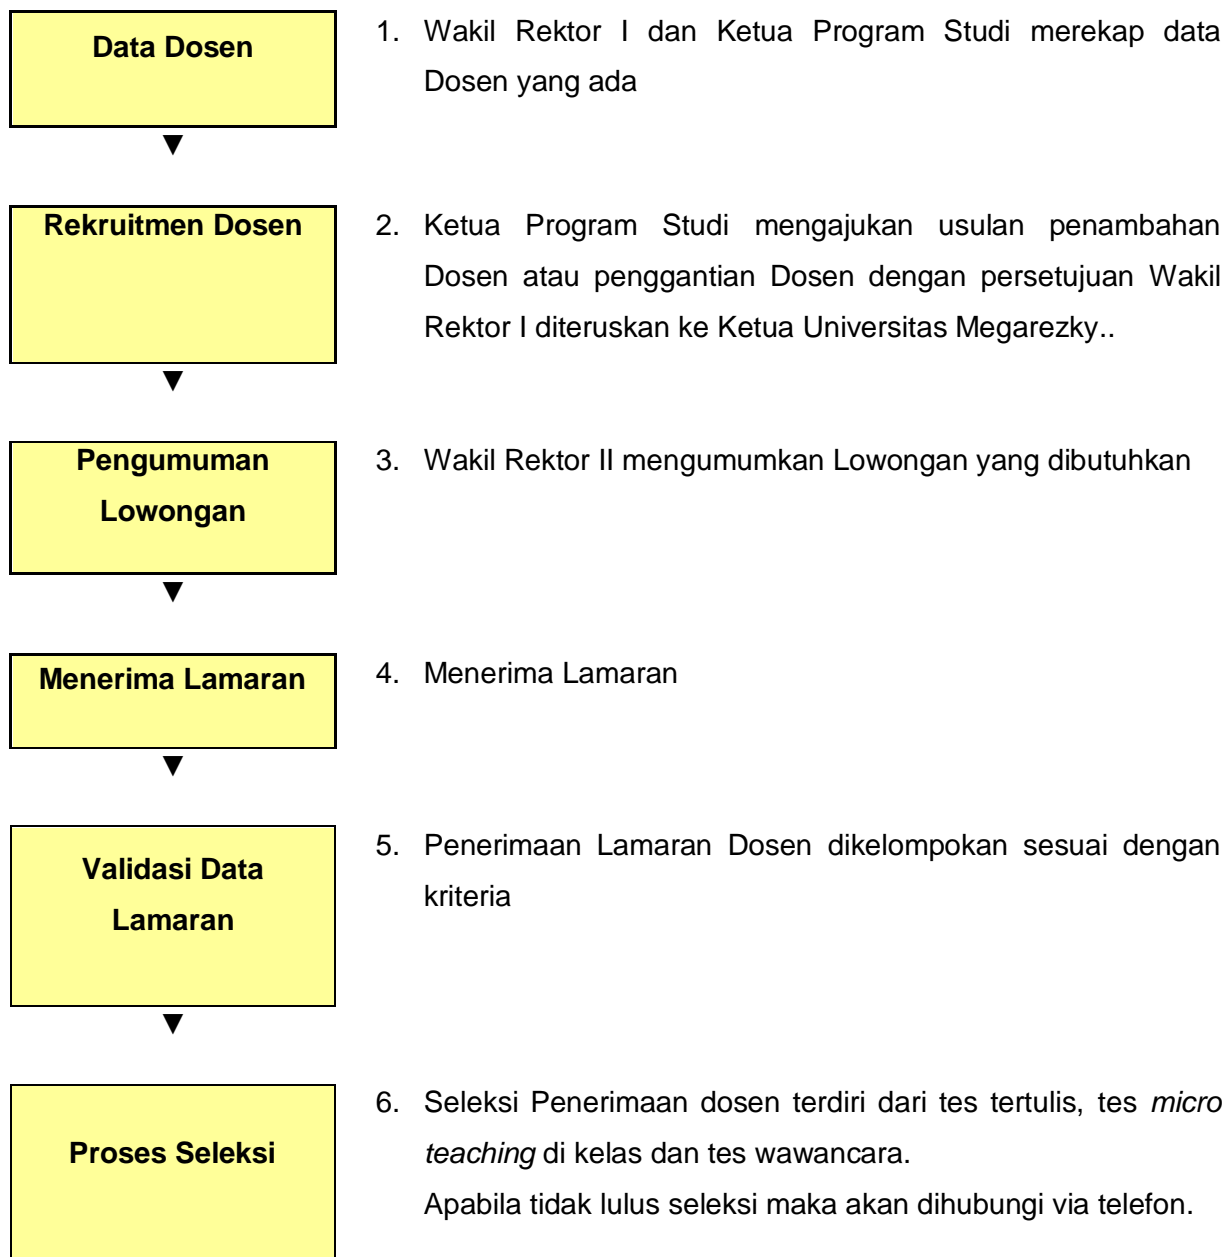 Data Dosen
1. Wakil Rektor I dan Ketua Program Studi merekap data
Dosen yang ada
▼
Rekruitmen Dosen
2. Ketua Program Studi mengajukan usulan penambahan
Dosen atau penggantian Dosen dengan persetujuan Wakil
Rektor I diteruskan ke Ketua Universitas Megarezky..
▼
Pengumuman
Lowongan
3. Wakil Rektor II mengumumkan Lowongan yang dibutuhkan
▼
Menerima Lamaran
4. Menerima Lamaran
▼
Validasi Data
Lamaran
5. Penerimaan Lamaran Dosen dikelompokan sesuai dengan
kriteria
▼
Proses Seleksi
6. Seleksi Penerimaan dosen terdiri dari tes tertulis, tes micro
teaching di kelas dan tes wawancara.
Apabila tidak lulus seleksi maka akan dihubungi via telefon.